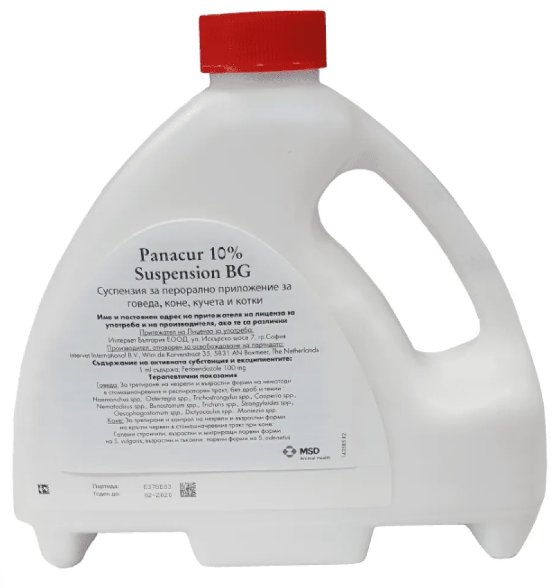 Panacur 10%
Suspension BG
Суспензия за перорално приложение за
говеда, коне, кучета и котки
Име и постоянен адрес на притежателя на лиценза за
употреба и на производителя, ако те са различни
Притежател на Лиценза за употреба:
Интервет България ЕООД, ул. Искърско шосе 7, гр.София
Производител, отговорен за освобождаване на партидата:
Intervet International B.V., Wim de Korverstraat 35, 5831 AN Boxmeer, The Netherlands
Съдържание на активната субстанция и ексципиентите:
1 ml съдържа: Fenbendazole 100 mg
Терапевтични показания
Говеда: За третиране на незрели и възрастни форми на нематоди
в стомашночревния и респираторен тракт, бели дроб и тении :
Haemonchus spp., Ostertagia spp., Trichostrongylus spp., Cooperia spp.,
Nematodirus spp., Bunostomum spp., Trichuris spp., Strongyloides spp.,
Oesophagostomum spp., Dictyocaulus spp., Moniezia spp.
Коне: За третиране и контрол на незрели и възрастни форми
на кръгли червеи в стомашночревния тракт при коне
Големи стронгили: възрастни и мигриращи ларвни форми
на S. vulgaris, възрастни и тъканни ларвни форми на S. edentatus
MSD
Animal Health
Партида:
Годен до:
02-2020